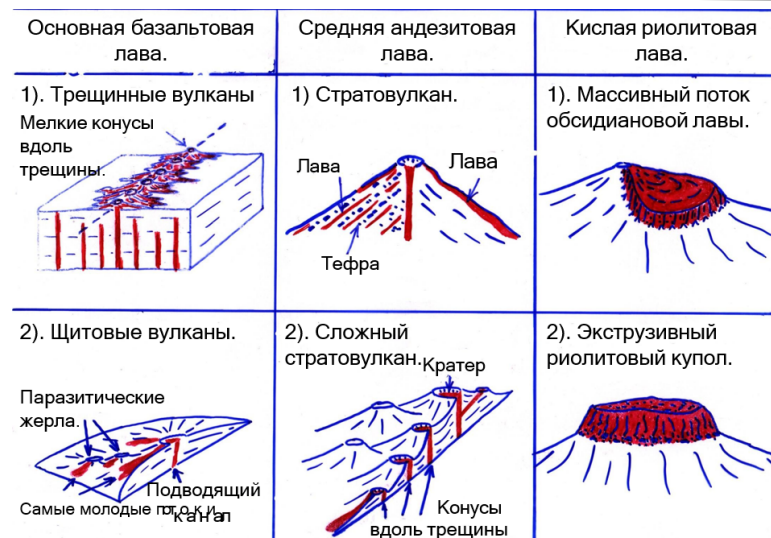 Основная базальтовая
лава.
Средняя андезитовая
лава.
Кислая риолитовая
лава.
1). Трещинные вулканы
Мелкие конусы
вдоль
трещины.
1) Стратовулкан.
Лава
Лава
Тефра
1). Массивный поток
обсидиановой лавы.
2). Щитовые вулканы.
Паразитические
жерла.
Подводящий
канал
Самые молодые потоки.
2). Сложный
стратовулкан.
Кратер
Конусы
вдоль трещины
2). Экструзивный
риолитовый купол.